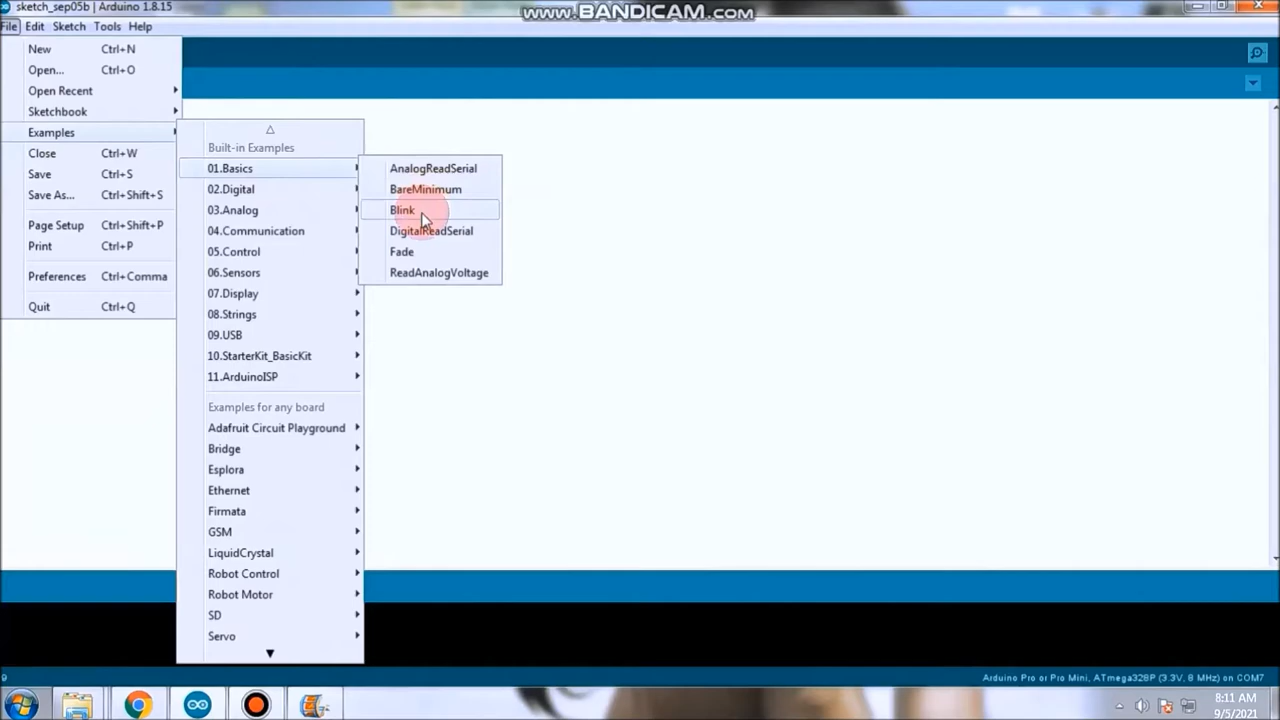 sketch_sep05b | Arduino 1.8.15
www.BANDICAM.com
File Edit Sketch Tools Help
New Ctrl+N
Open... Ctrl+O
Open Recent
Sketchbook
Examples
Close Ctrl+W
Save Ctrl+S
Save As... Ctrl+Shift+S
Page Setup Ctrl+Shift+P
Print Ctrl+P
Preferences Ctrl+Comma
Quit Ctrl+Q
Built-in Examples
01.Basics
02.Digital
03.Analog
04.Communication
05.Control
06.Sensors
07.Display
08.Strings
09.USB
10.StarterKit_BasicKit
11.ArduinoISP
Examples for any board
Adafruit Circuit Playground
Bridge
Esplora
Ethernet
Firmata
GSM
LiquidCrystal
Robot Control
Robot Motor
SD
Servo
AnalogReadSerial
BareMinimum
Blink
DigitalReadSerial
Fade
ReadAnalogVoltage
9
Arduino Pro or Pro Mini, ATmega328P (3.3V, 8 MHz) on COM7
8:11 AM
9/5/2021